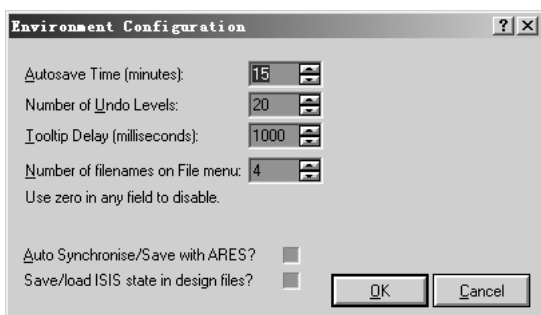 Environment Configuration
Autosave Time (minutes): 15
Number of Undo Levels: 20
Tooltip Delay (milliseconds): 1000
Number of filenames on File menu: 4
Use zero in any field to disable.
Auto Synchronise/Save with ARES?
Save/load ISIS state in design files?
OK Cancel